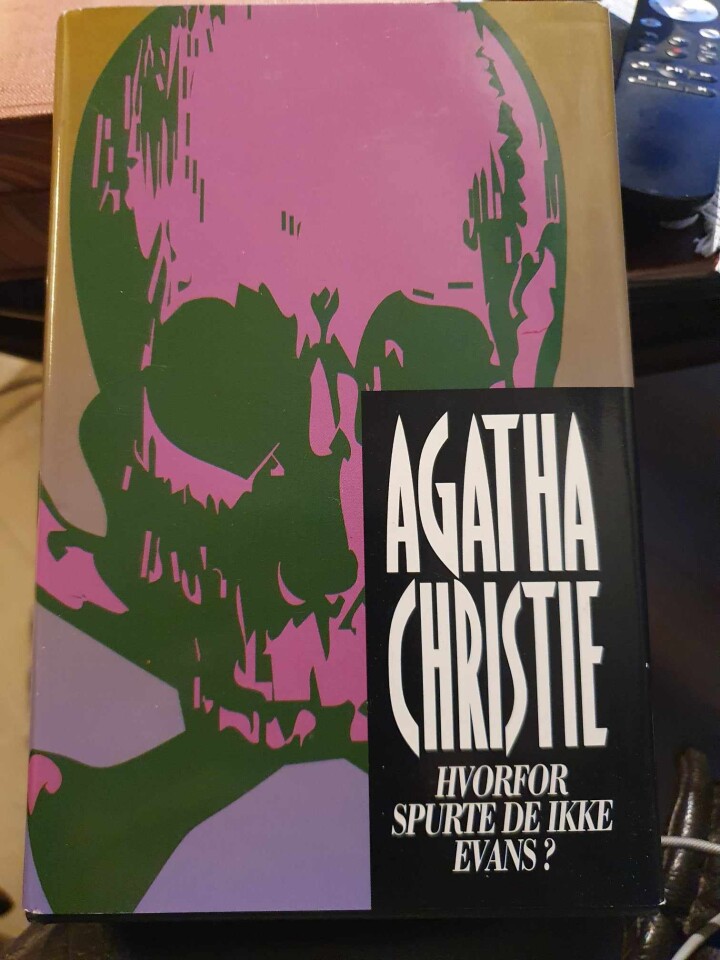 AGATHA
CHRISTIE
HVORFOR
SPURTE DE IKKE
EVANS ?